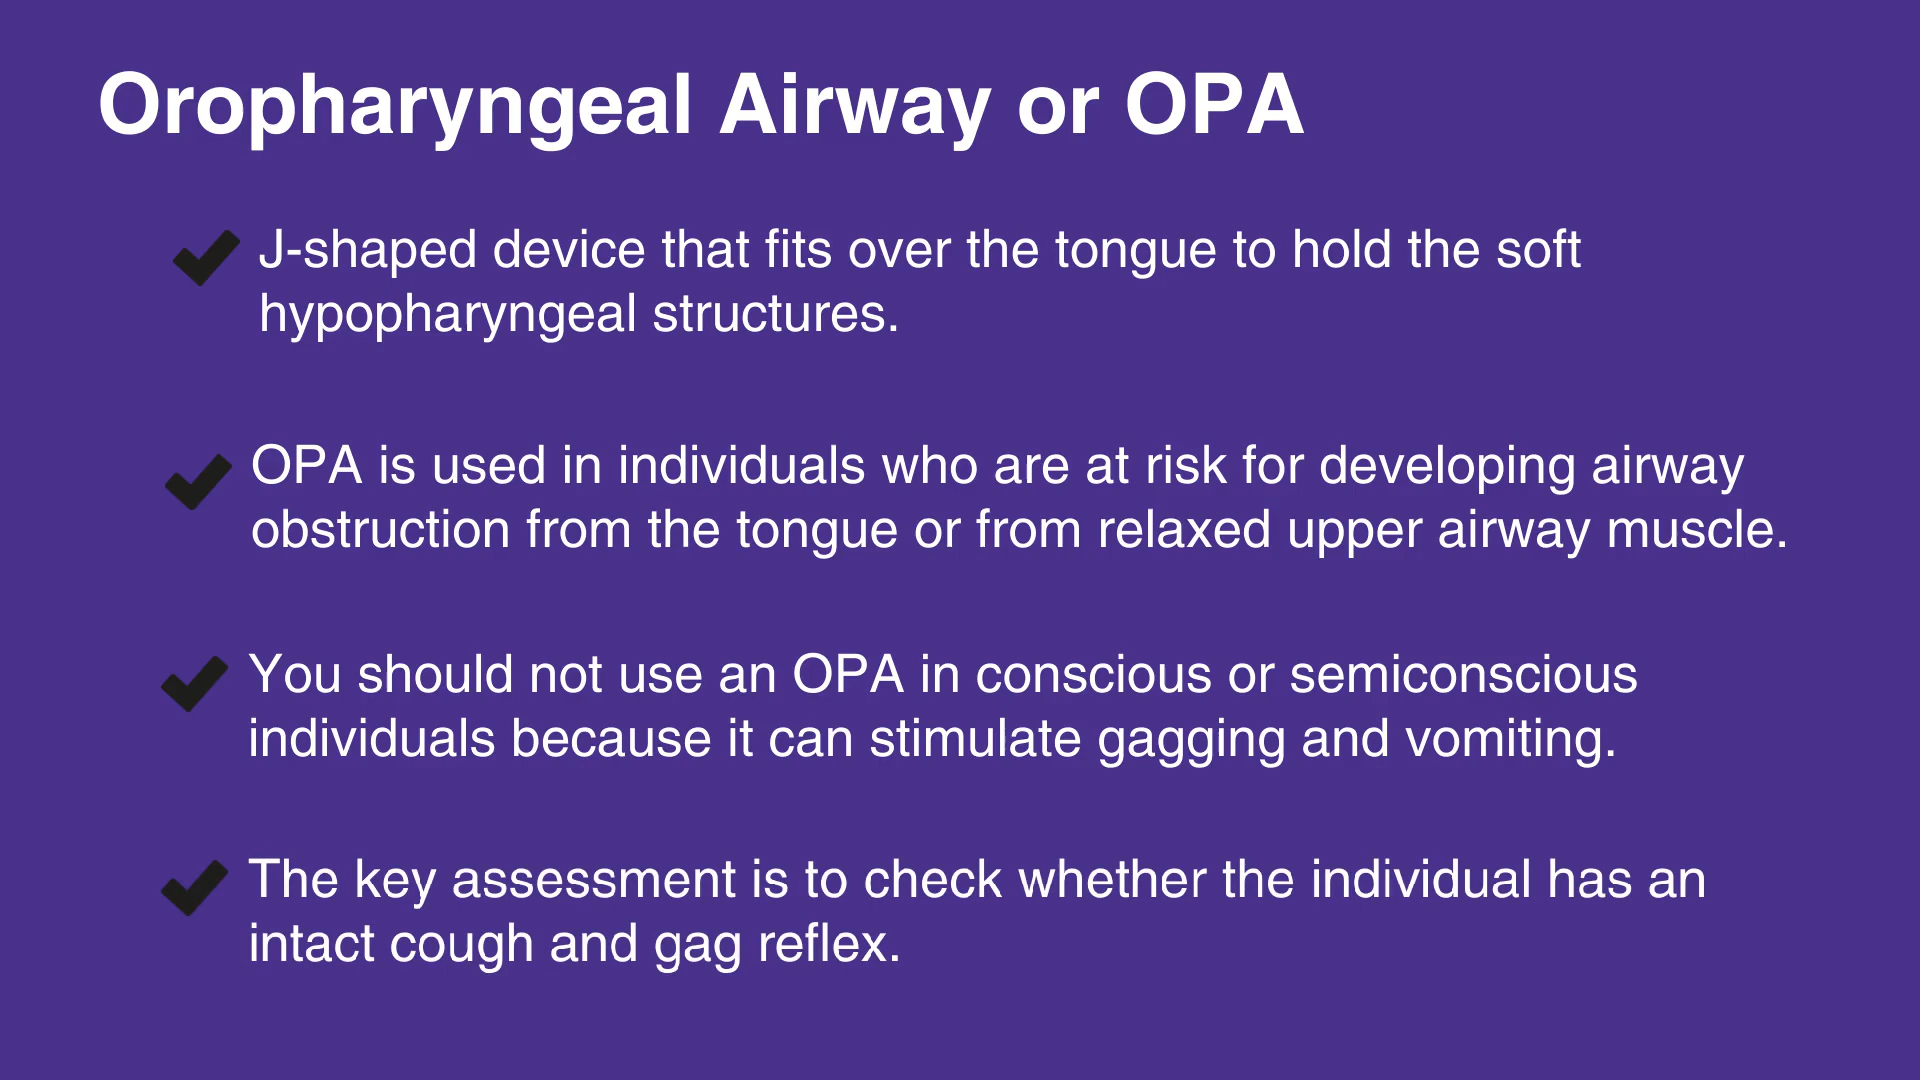 Oropharyngeal Airway or OPA
J-shaped device that fits over the tongue to hold the soft
hypopharyngeal structures.
OPA is used in individuals who are at risk for developing airway
obstruction from the tongue or from relaxed upper airway muscle.
You should not use an OPA in conscious or semiconscious
individuals because it can stimulate gagging and vomiting.
The key assessment is to check whether the individual has an
intact cough and gag reflex.